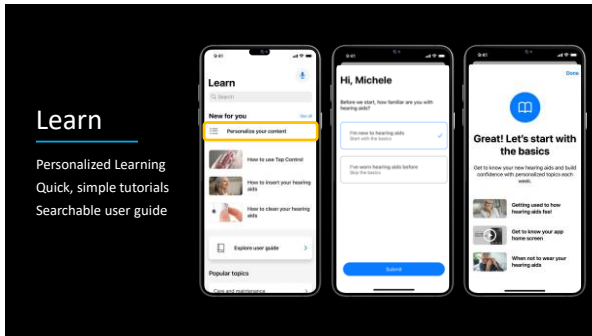 Learn
Personalized Learning
Quick, simple tutorials
Searchable user guide
9:41
Learn
Search
New for you
See all
Personalize your content
How to use Tap Control
How to insert your hearing
aids
How to clean your hearing
aids
Explore user guide
Popular topics
Care and maintenance
9:41
Hi, Michele
Before we start, how familiar are you with
hearing aids?
I'm new to hearing aids
Start with the basics
I've worn hearing aids before
Skip the basics
Submit
9:41
Done
Great! Let's start with
the basics
Get to know your new hearing aids and build
confidence with personalized topics each
week.
Getting used to how
hearing aids feel
Get to know your app
home screen
When not to wear your
hearing aids